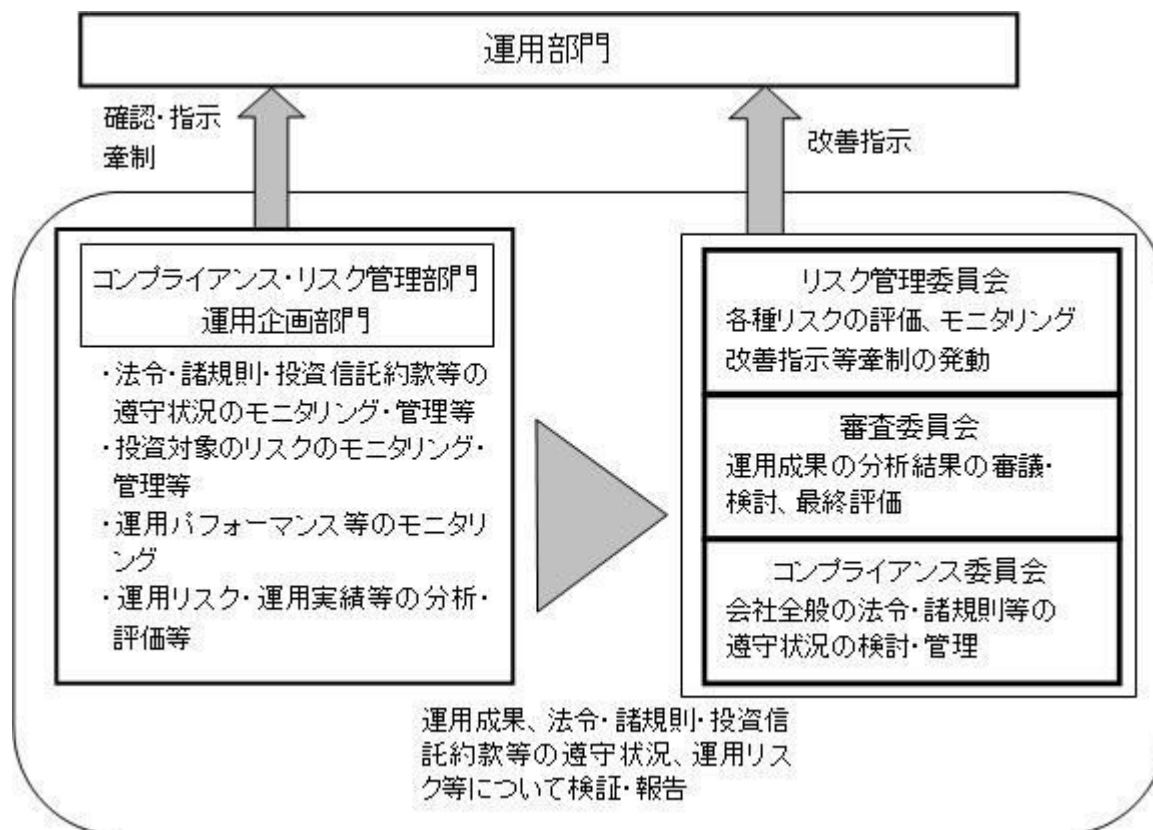 運用部門
確認・指示
牽制
改善指示
コンプライアンス・リスク管理部門
運用企画部門
・法令・諸規則・投資信託約款等の
遵守状況のモニタリング・管理等
・投資対象のリスクのモニタリング・
管理等
・運用パフォーマンス等のモニタリ
ング
・運用リスク・運用実績等の分析・
評価等
リスク管理委員会
各種リスクの評価、モニタリング
改善指示等牽制の発動
審査委員会
運用成果の分析結果の審議・
検討、最終評価
コンプライアンス委員会
会社全般の法令・諸規則等の
遵守状況の検討・管理
運用成果、法令・諸規則・投資信
託約款等の遵守状況、運用リス
ク等について検証・報告